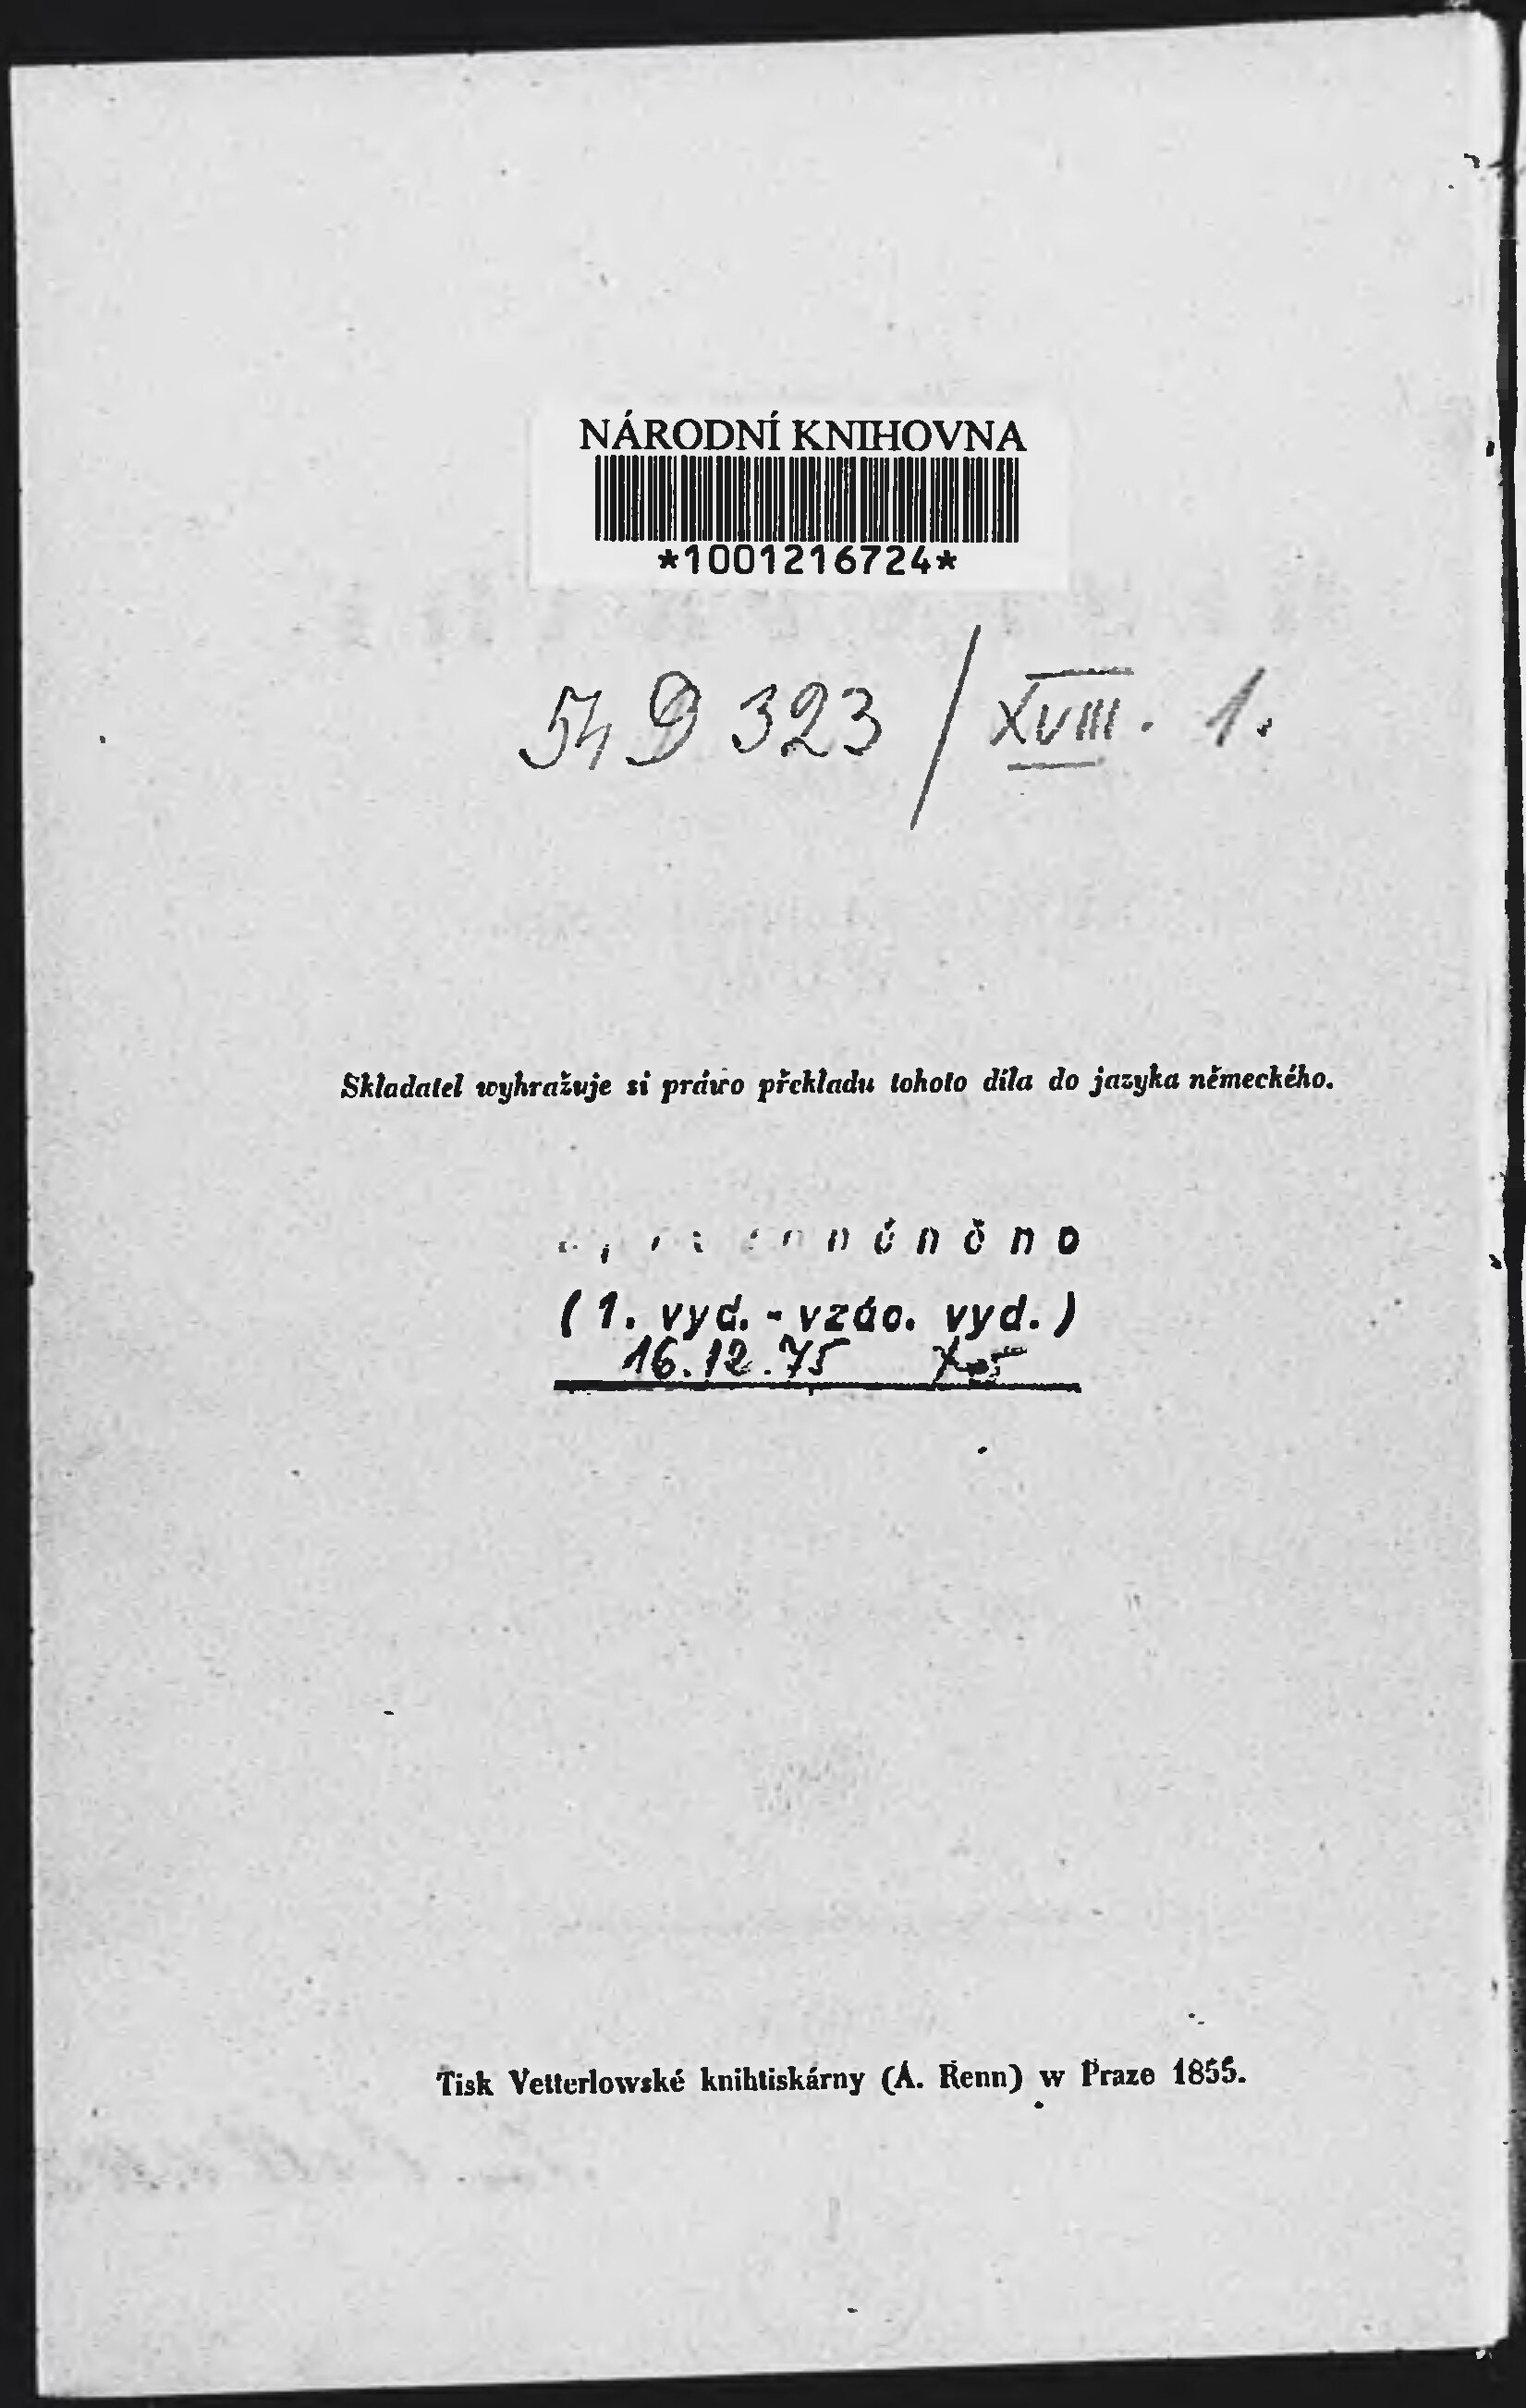 NÁRODNÍ KNIHOVNA
*1001216724*
54 D 323 / XVIII. 1.
Skladatel wyhražuje si práwo překladu tohoto díla do jazyka německého.
(1. vyd. - vzác. vyd.)
16.12.75
Tisk Vetterlowské knihtiskárny (A. Renn) w Praze 1855.